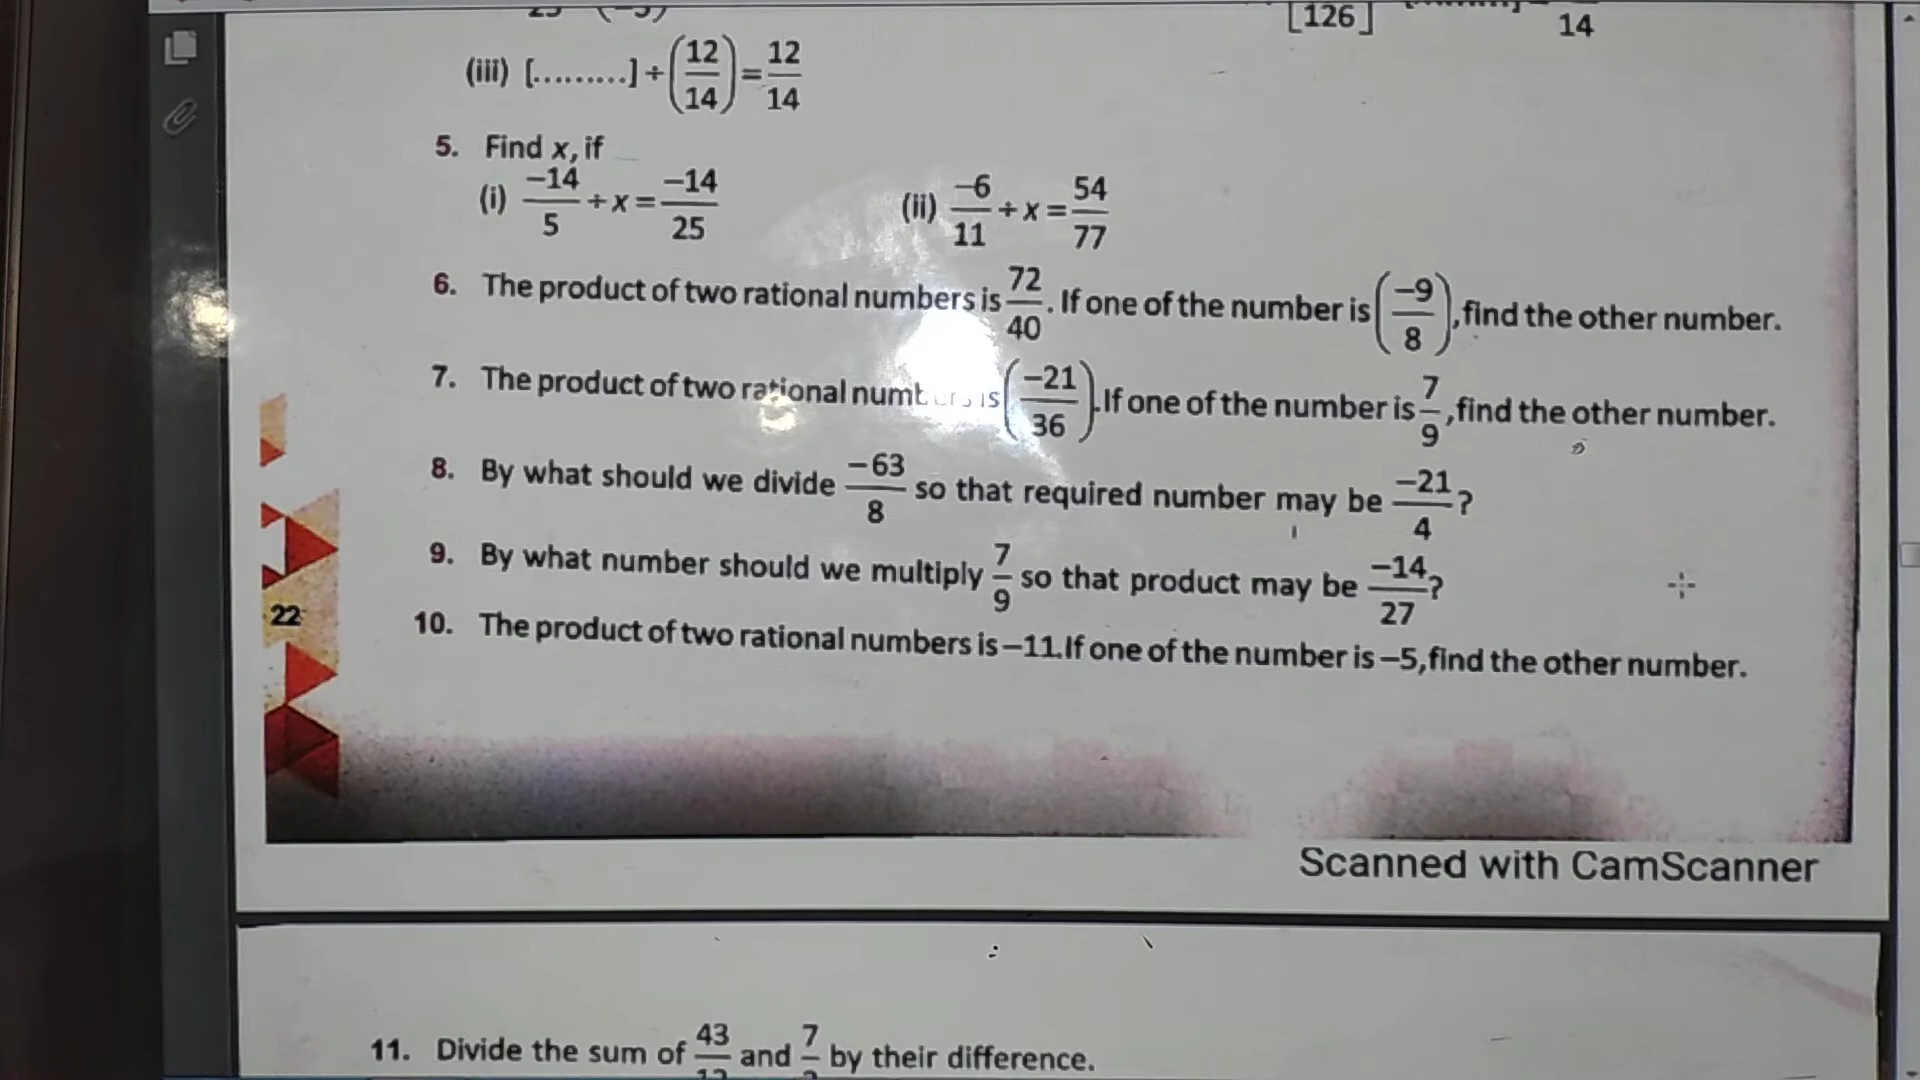 [126] 14
(iii) [.........] ÷ (12/14) = 12/14
5. Find x, if
(i) -14/5 ÷ x = -14/25 (ii) -6/11 ÷ x = 54/77
6. The product of two rational numbers is 72/40. If one of the number is (-9/8), find the other number.
7. The product of two rational numbers is (-21/36). If one of the number is 7/9, find the other number.
8. By what should we divide -63/8 so that required number may be -21/4?
9. By what number should we multiply 7/9 so that product may be -14/27?
22
10. The product of two rational numbers is -11. If one of the number is -5, find the other number.
Scanned with CamScanner
11. Divide the sum of 43/12 and 7/ by their difference.